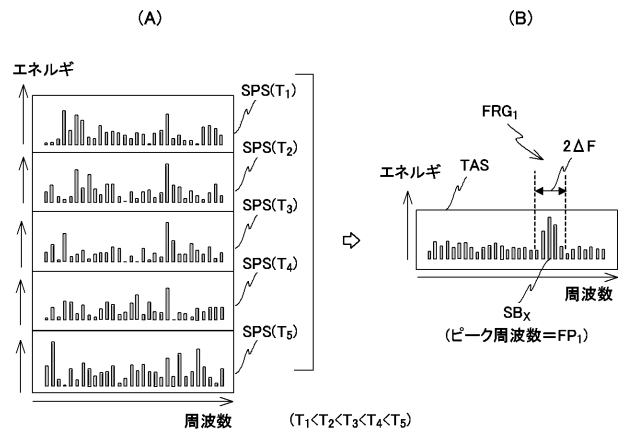 (A)
エネルギ
SPS(T₁)
SPS(T₂)
SPS(T₃)
SPS(T₄)
SPS(T₅)
周波数
(T₁<T₂<T₃<T₄<T₅)
(B)
FRG₁
2ΔF
TAS
エネルギ
周波数
SBX
(ピーク周波数=FP₁)